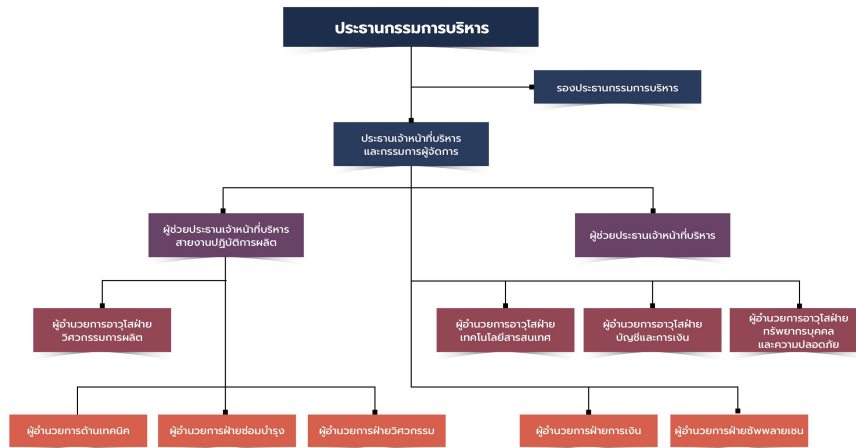 ประธานกรรมการบริหาร
รองประธานกรรมการบริหาร
ประธานเจ้าหน้าที่บริหาร
และกรรมการผู้จัดการ
ผู้ช่วยประธานเจ้าหน้าที่บริหาร
สายงานปฏิบัติการผลิต
ผู้ช่วยประธานเจ้าหน้าที่บริหาร
ผู้อำนวยการอาวุโสฝ่าย
วิศวกรรมการผลิต
ผู้อำนวยการอาวุโสฝ่าย
เทคโนโลยีสารสนเทศ
ผู้อำนวยการอาวุโสฝ่าย
บัญชีและการเงิน
ผู้อำนวยการอาวุโสฝ่าย
ทรัพยากรบุคคล
และความปลอดภัย
ผู้อำนวยการด้านเทคนิค
ผู้อำนวยการฝ่ายซ่อมบำรุง
ผู้อำนวยการฝ่ายวิศวกรรม
ผู้อำนวยการฝ่ายการเงิน
ผู้อำนวยการฝ่ายซัพพลายเชน